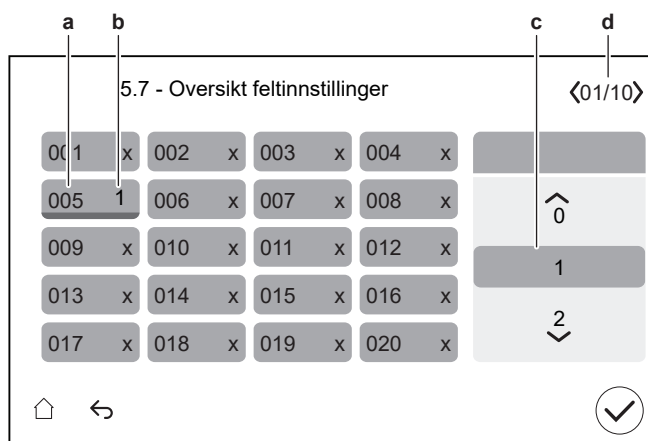 a b c d
5.7 - Oversikt feltinnstillinger 01/10
001 x 002 x 003 x 004 x
005 1 006 x 007 x 008 x 0
009 x 010 x 011 x 012 x 1
013 x 014 x 015 x 016 x 2
017 x 018 x 019 x 020 x